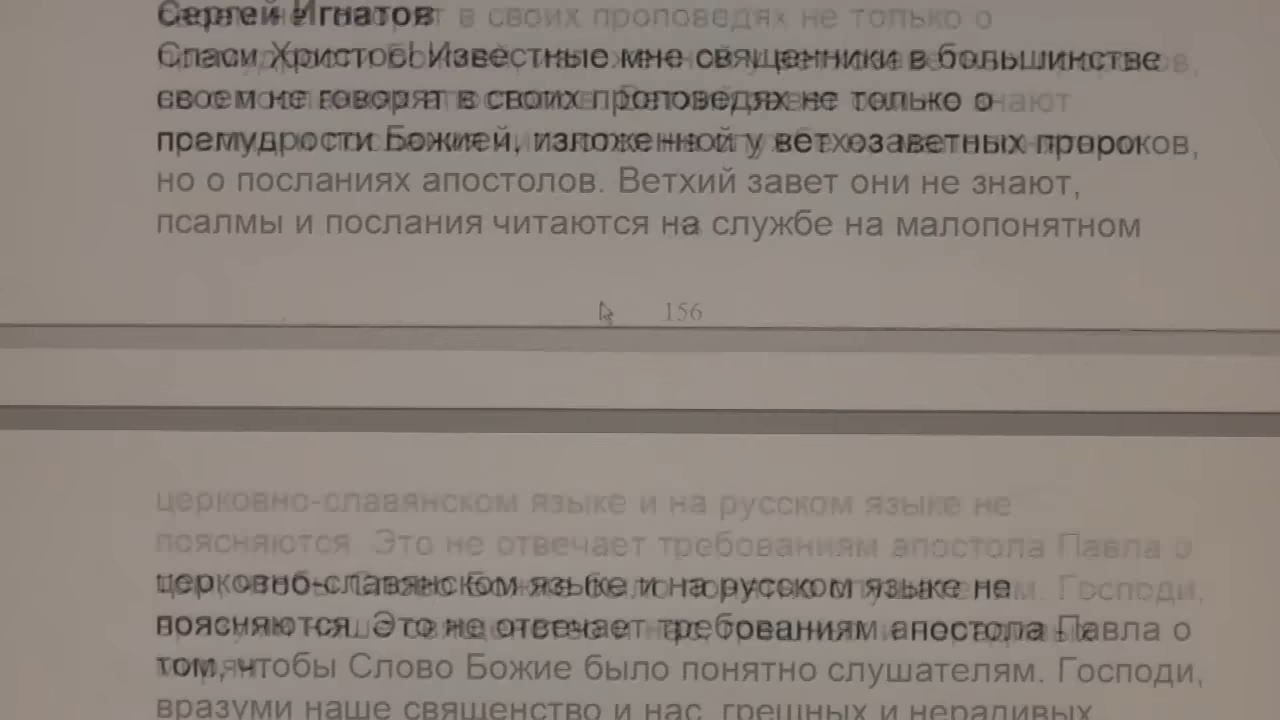 Сергей Игнатов
Спаси Христос! Известные мне священники в большинстве
своем не говорят в своих проповедях не только о
премудрости Божией, изложенной у ветхозаветных пророков,
но о посланиях апостолов. Ветхий завет они не знают,
псалмы и послания читаются на службе на малопонятном
156
церковно-славянском языке и на русском языке не
поясняются. Это не отвечает требованиям апостола Павла о
том, чтобы Слово Божие было понятно слушателям. Господи,
вразуми наше священство и нас, грешных и нерадивых